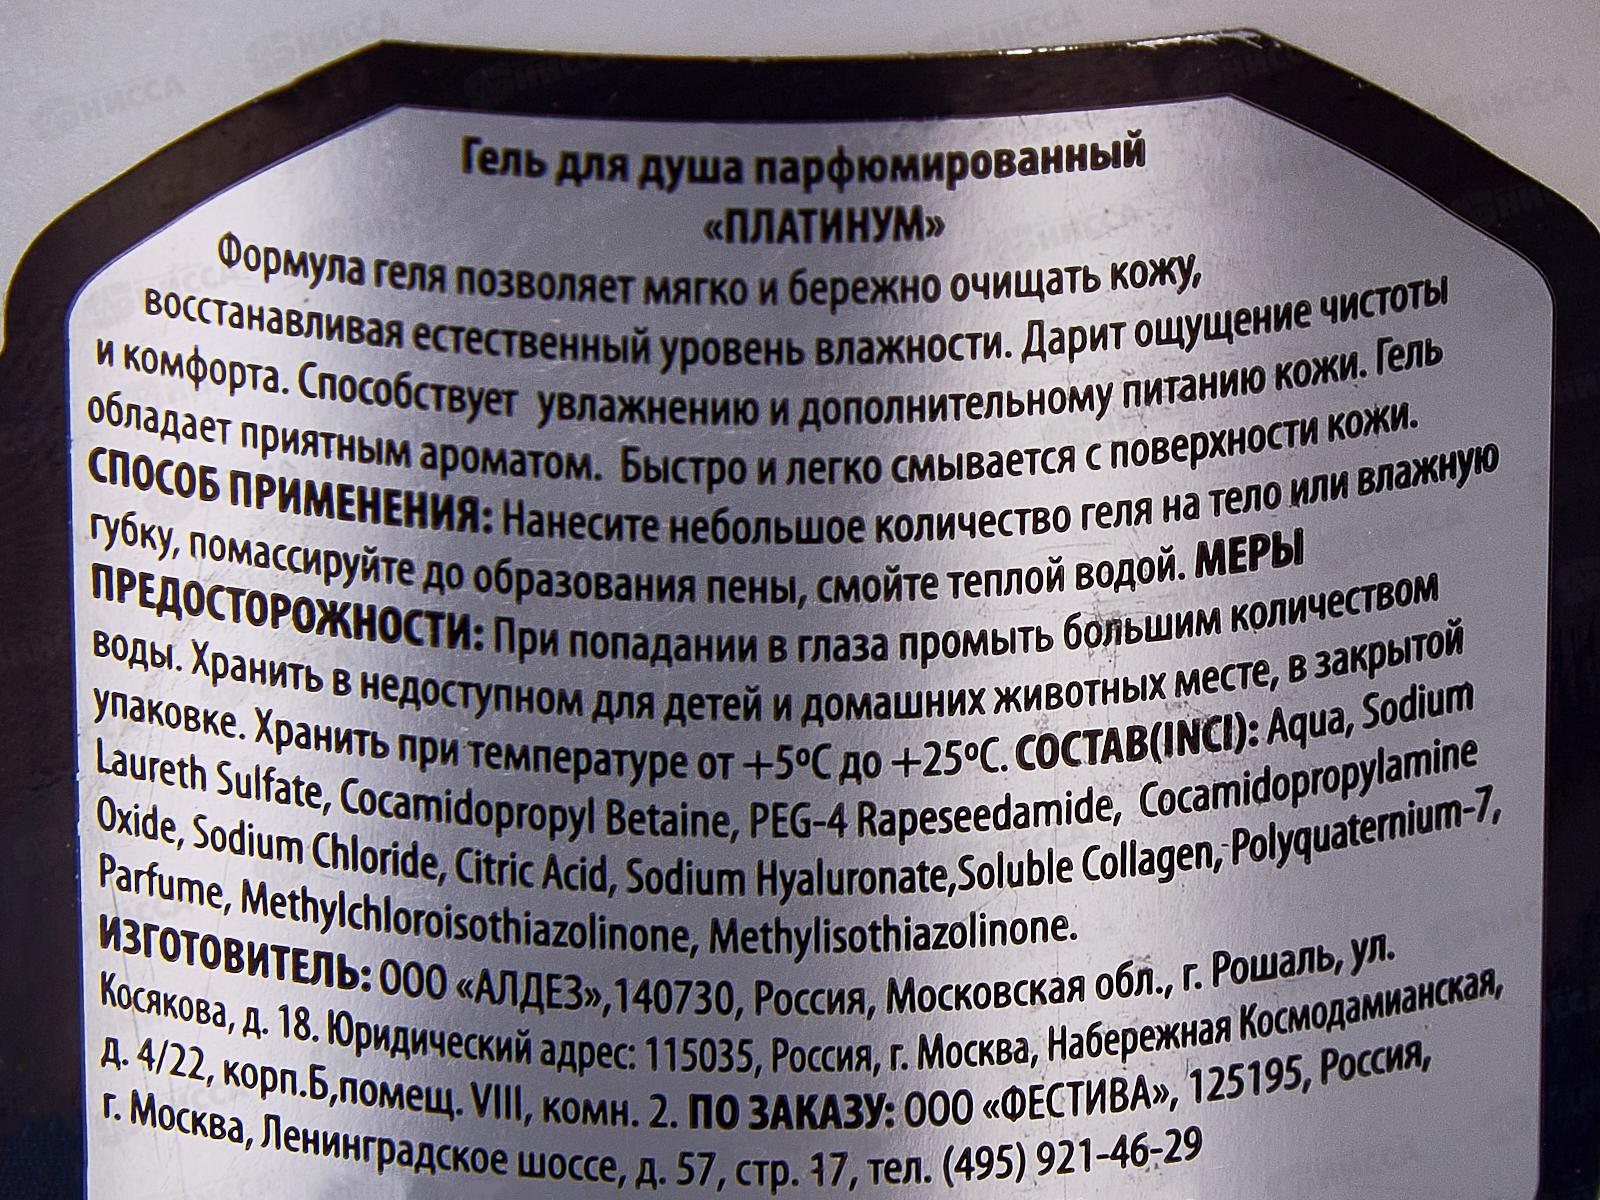 Гель для душа парфюмированный
«ПЛАТИНУМ»
Формула геля позволяет мягко и бережно очищать кожу,
восстанавливая естественный уровень влажности. Дарит ощущение чистоты
и комфорта. Способствует увлажнению и дополнительному питанию кожи. Гель
обладает приятным ароматом. Быстро и легко смывается с поверхности кожи.
СПОСОБ ПРИМЕНЕНИЯ: Нанесите небольшое количество геля на тело или влажную
губку, помассируйте до образования пены, смойте теплой водой. МЕРЫ
ПРЕДОСТОРОЖНОСТИ: При попадании в глаза промыть большим количеством
воды. Хранить в недоступном для детей и домашних животных месте, в закрытой
упаковке. Хранить при температуре от +5ºС до +25ºС. СОСТАВ(INCI): Aqua, Sodium
Laureth Sulfate, Cocamidopropyl Betaine, PEG-4 Rapeseedamide, Cocamidopropylamine
Oxide, Sodium Chloride, Citric Acid, Sodium Hyaluronate,Soluble Collagen, Polyquaternium-7,
Parfume, Methylchloroisothiazolinone, Methylisothiazolinone.
ИЗГОТОВИТЕЛЬ: ООО «АЛДЕЗ»,140730, Россия, Московская обл., г. Рошаль, ул.
Косякова, д. 18. Юридический адрес: 115035, Россия, г. Москва, Набережная Космодамианская,
д. 4/22, корп.Б,помещ. VIII, комн. 2. ПО ЗАКАЗУ: ООО «ФЕСТИВА», 125195, Россия,
г. Москва, Ленинградское шоссе, д. 57, стр. 17, тел. (495) 921-46-29